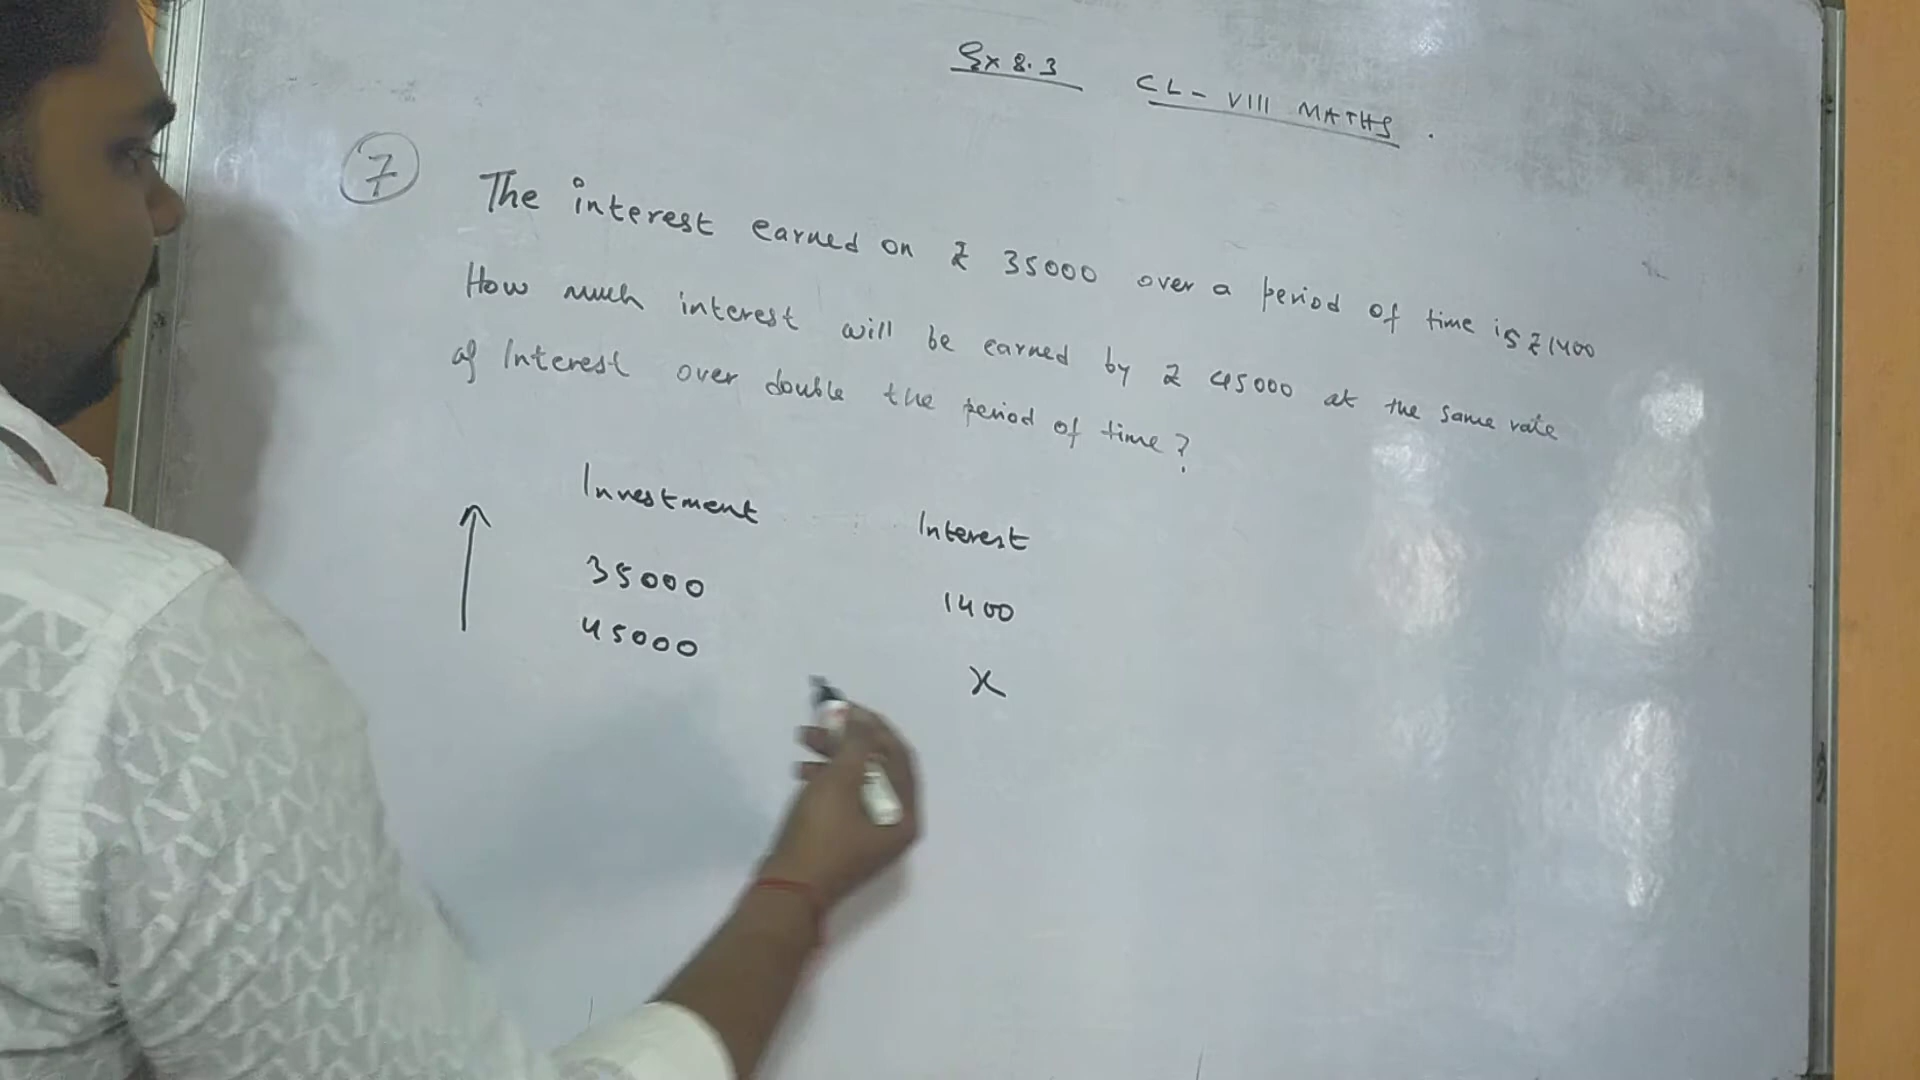 Ex 8.3 CL- VIII MATHS.
7 The interest earned on ₹ 35000 over a period of time is ₹1400
How much interest will be earned by ₹ 45000 at the same rate
of Interest over double the period of time?
Investment Interest
35000 1400
45000 x